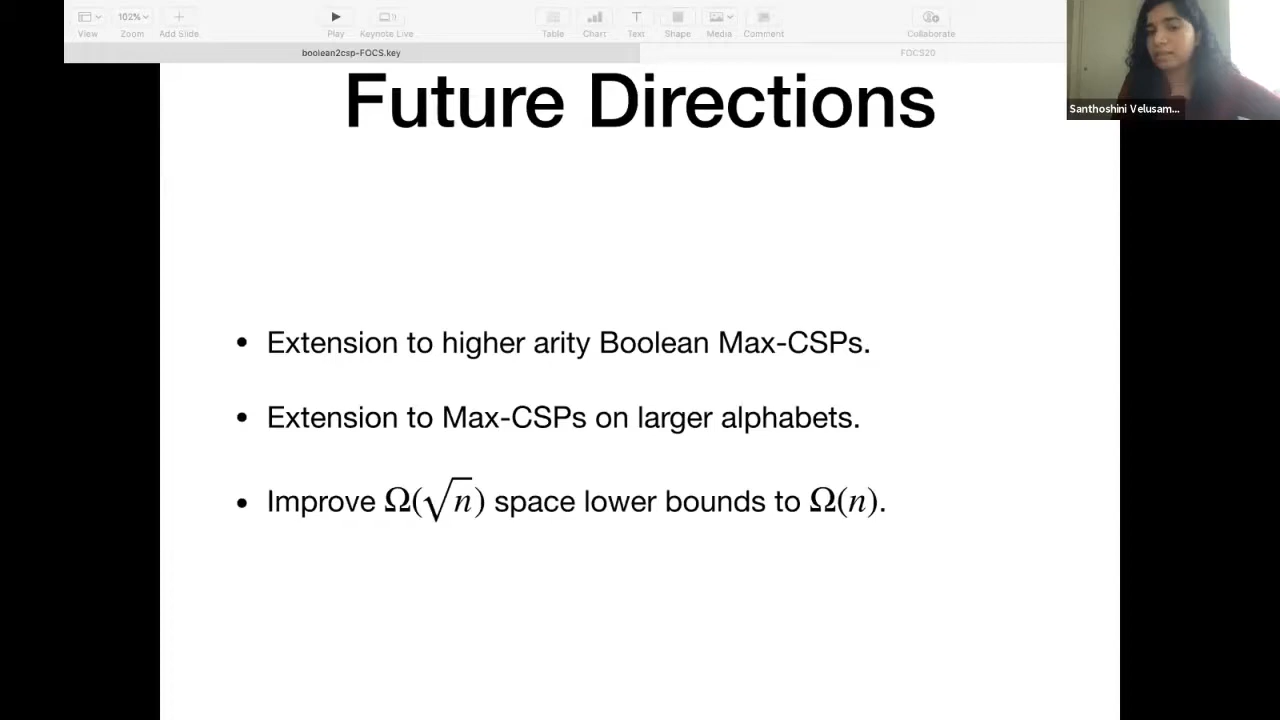 View
102%
Zoom
Add Slide
Play
Keynote Live...
Table
Chart
Text
Shape
Media
Comment
Collaborate
boolean2csp-FOCS.key
FOCS20
Santhoshini Velusam...
Future Directions
• Extension to higher arity Boolean Max-CSPs.
• Extension to Max-CSPs on larger alphabets.
• Improve Ω(√n) space lower bounds to Ω(n).